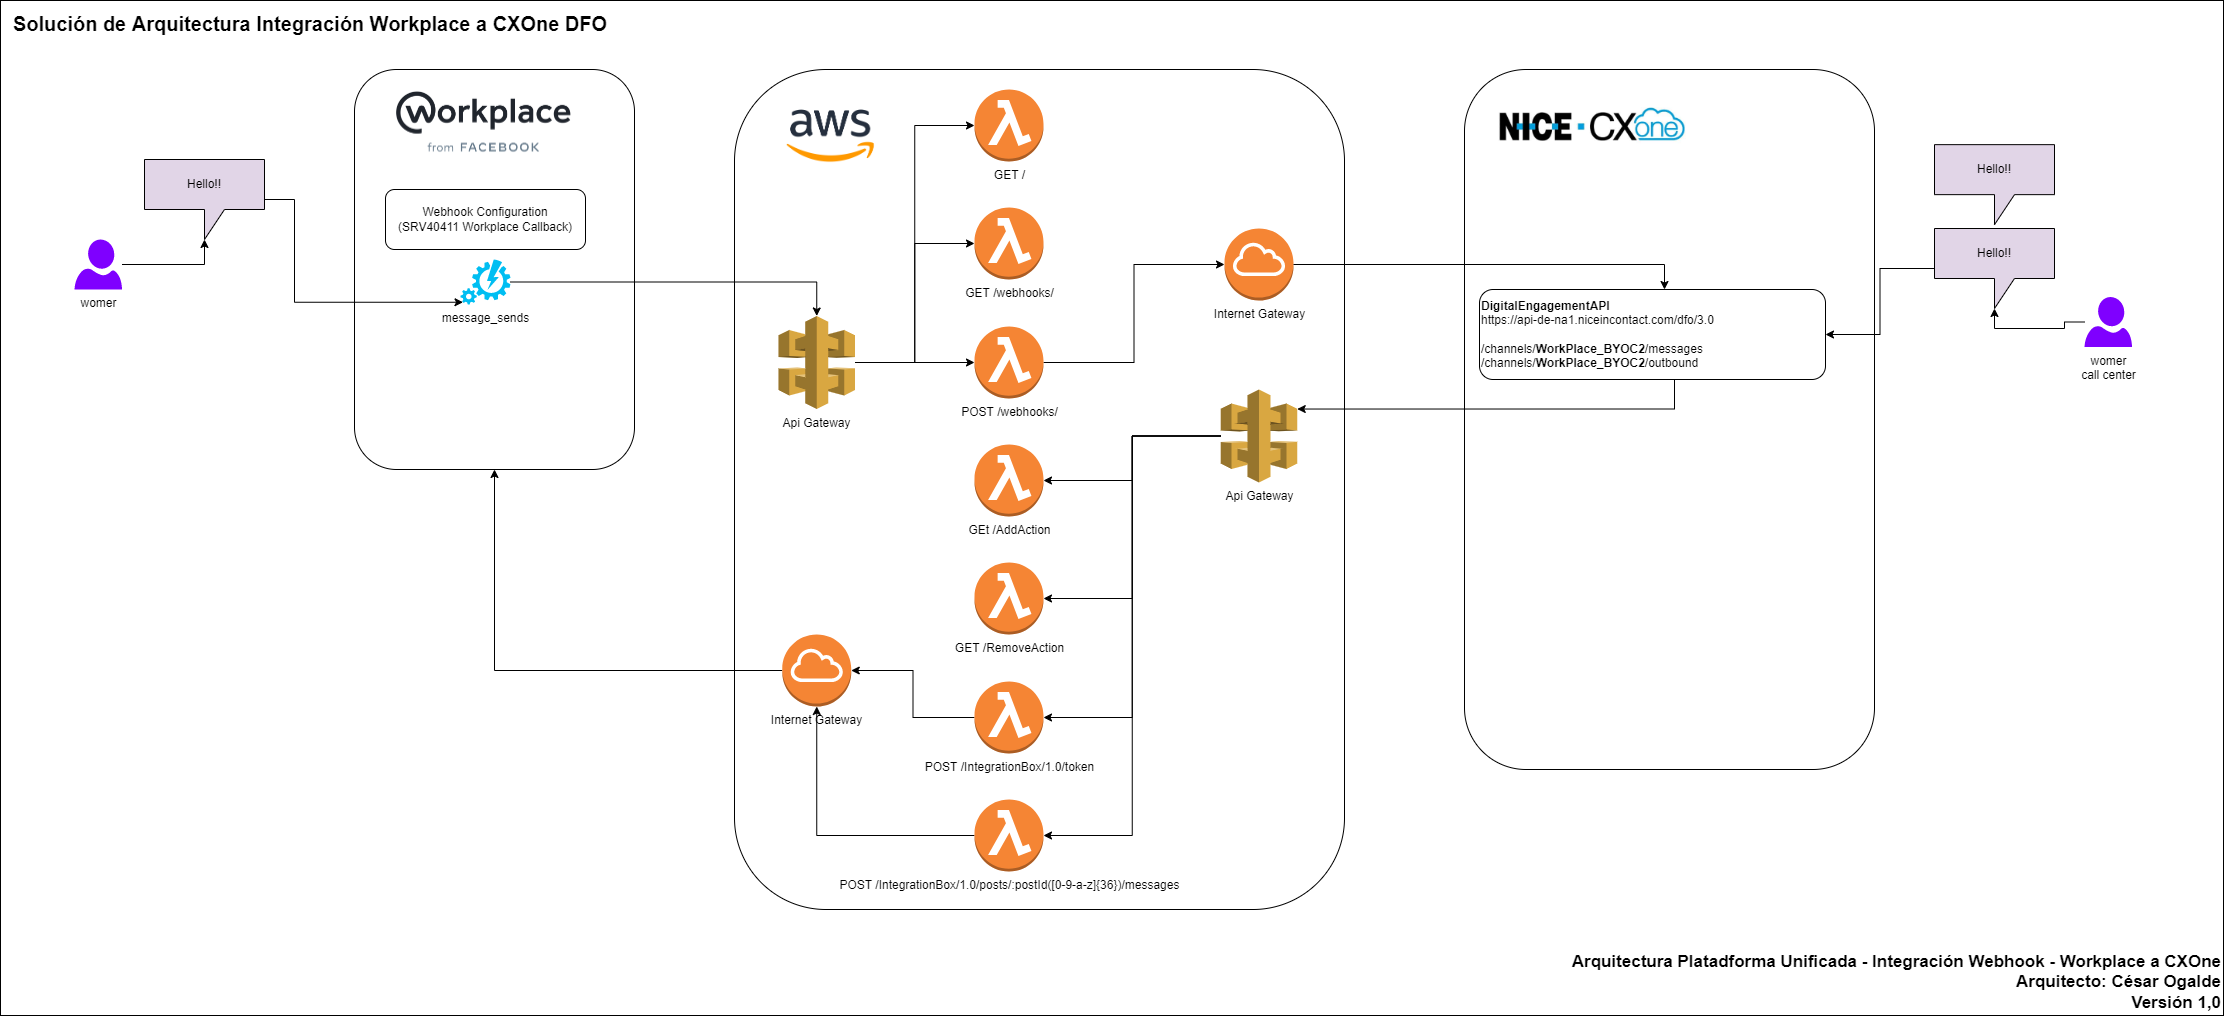 Solución de Arquitectura Integración Workplace a CXOne DFO
Workplace
from FACEBOOK
Hello!!
womer
Webhook Configuration
(SRV40411 Workplace Callback)
message_sends
aws
GET /
GET /webhooks/
POST /webhooks/
Api Gateway
Internet Gateway
Api Gateway
GEt /AddAction
GET /RemoveAction
Internet Gateway
POST /IntegrationBox/1.0/token
POST /IntegrationBox/1.0/posts/:postId([0-9-a-z]{36})/messages
NICE · CXone
DigitalEngagementAPI
https://api-de-na1.niceincontact.com/dfo/3.0
/channels/WorkPlace_BYOC2/messages
/channels/WorkPlace_BYOC2/outbound
Hello!!
Hello!!
womer
call center
Arquitectura Platadforma Unificada - Integración Webhook - Workplace a CXOne
Arquitecto: César Ogalde
Versión 1,0